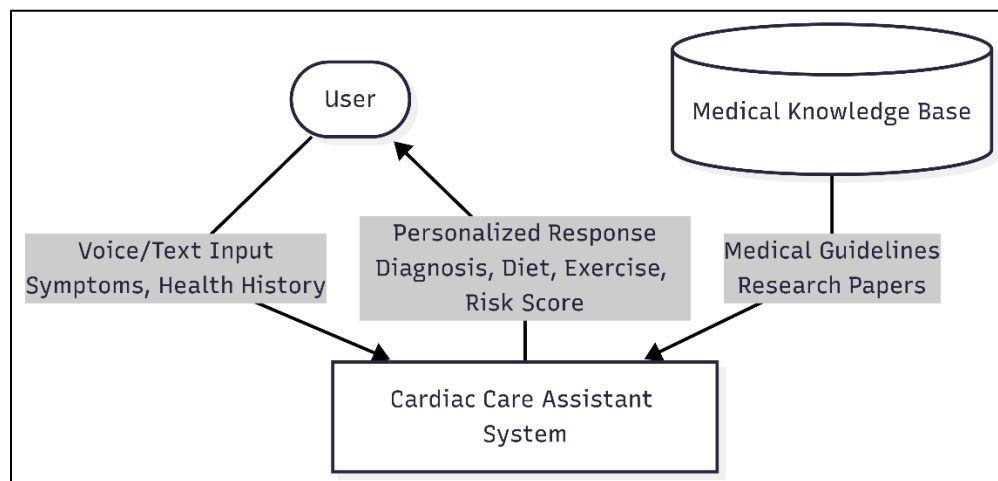 User
Medical Knowledge Base
Voice/Text Input
Symptoms, Health History
Personalized Response
Diagnosis, Diet, Exercise,
Risk Score
Medical Guidelines
Research Papers
Cardiac Care Assistant
System